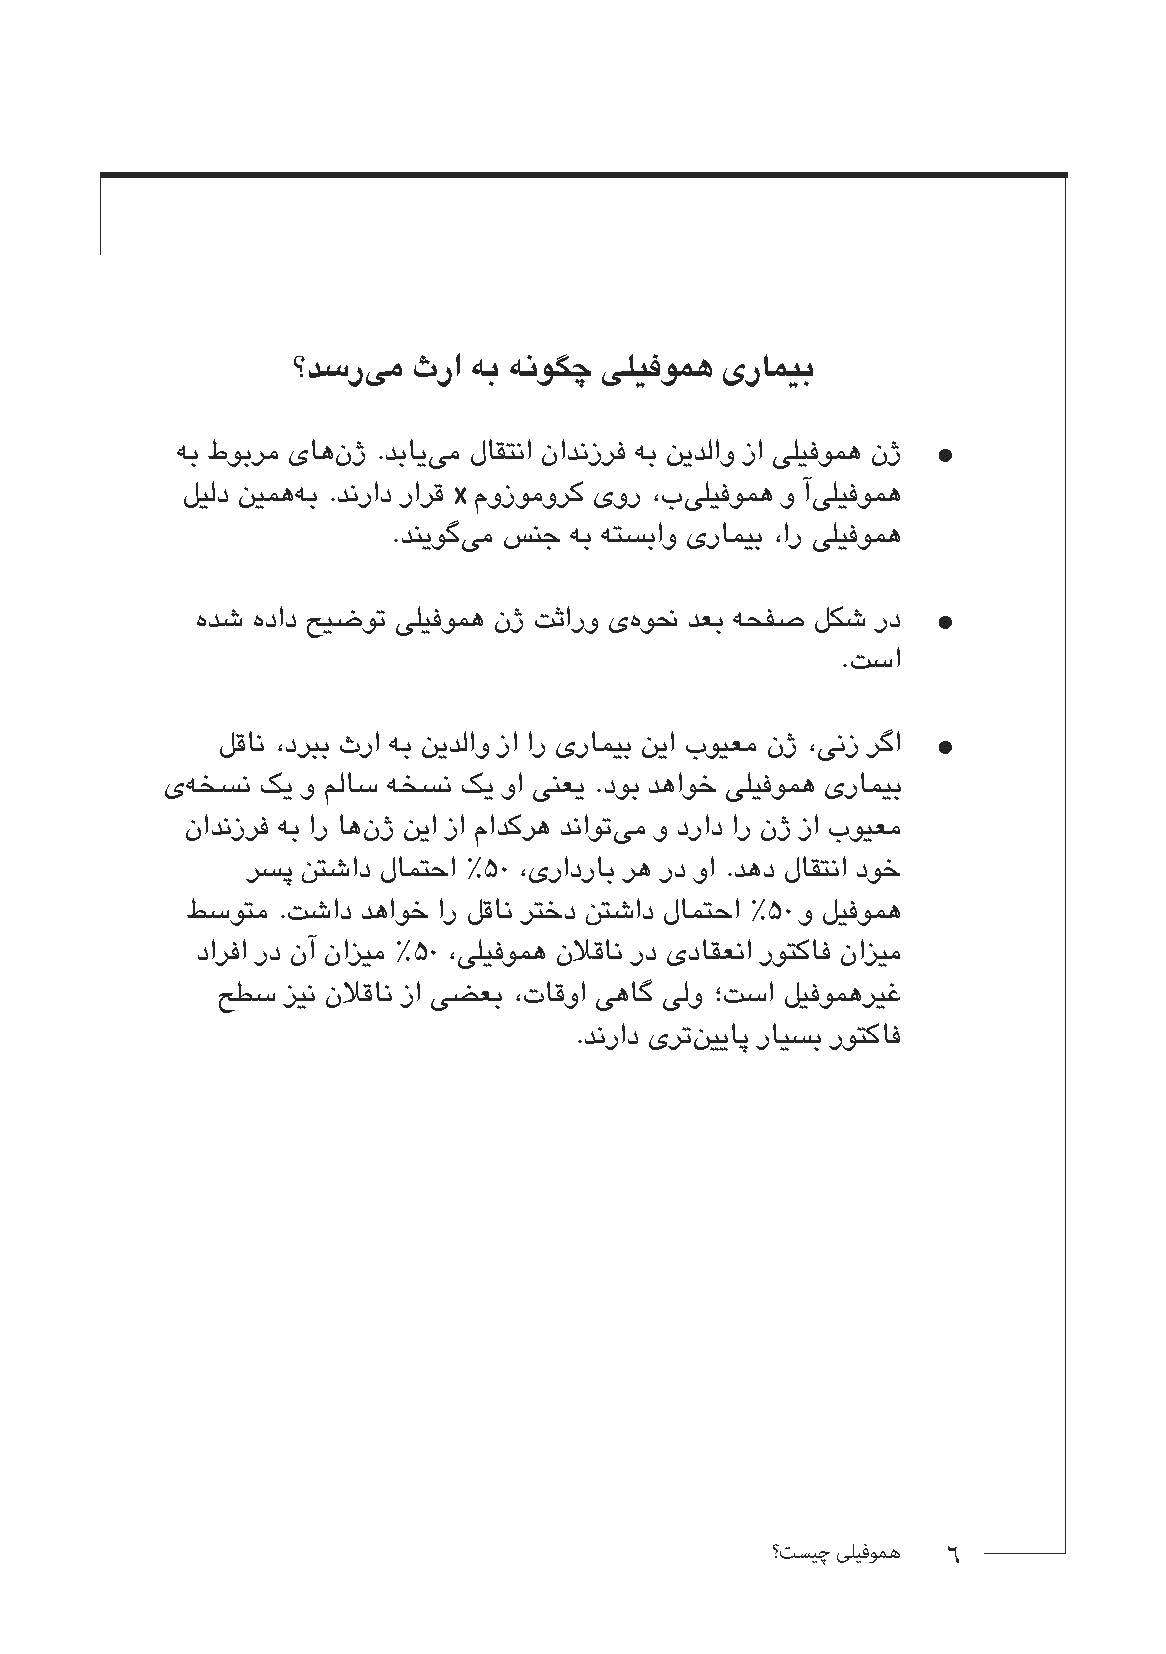 بیماری هموفیلی چگونه به ارث می‌رسد؟
● ژن هموفیلی از والدین به فرزندان انتقال می‌یابد. ژن‌های مربوط به
هموفیلی‌آ و هموفیلی‌ب، روی کروموزوم x قرار دارند. به‌همین دلیل
هموفیلی را، بیماری وابسته به جنس می‌گویند.
● در شکل صفحه بعد نحوه‌ی وراثت ژن هموفیلی توضیح داده شده
است.
● اگر زنی، ژن معیوب این بیماری را از والدین به ارث ببرد، ناقل
بیماری هموفیلی خواهد بود. یعنی او یک نسخه سالم و یک نسخه‌ی
معیوب از ژن را دارد و می‌تواند هرکدام از این ژن‌ها را به فرزندان
خود انتقال دهد. او در هر بارداری، ۵۰٪ احتمال داشتن پسر
هموفیل و ۵۰٪ احتمال داشتن دختر ناقل را خواهد داشت. متوسط
میزان فاکتور انعقادی در ناقلان هموفیلی، ۵۰٪ میزان آن در افراد
غیرهموفیل است؛ ولی گاهی اوقات، بعضی از ناقلان نیز سطح
فاکتور بسیار پایین‌تری دارند.
۶ هموفیلی چیست؟